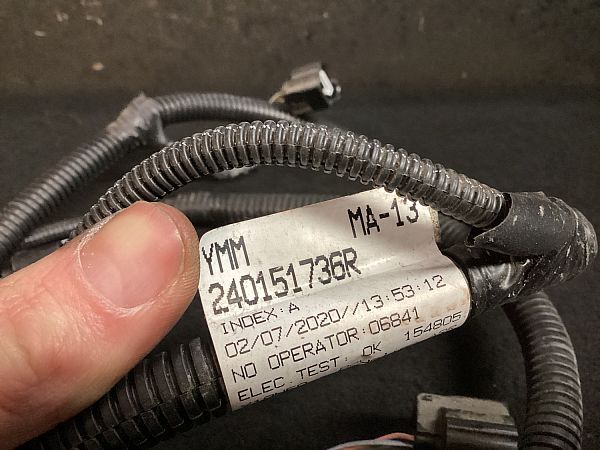 YMM MA-13
240151736R
INDEX: A
02/07/2020//13:53:12
NO OPERATOR:06841
ELEC TEST: OK 154805